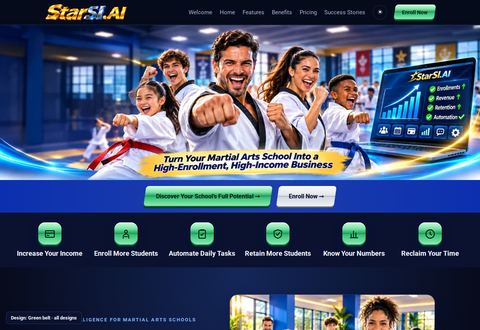 StarSI.AI
Welcome
Home
Features
Benefits
Pricing
Success Stories
Enroll Now →
StarSI.AI
Enrollments
Revenue
Retention
Automation
Turn Your Martial Arts School Into a
High-Enrollment, High-Income Business
Discover Your School's Full Potential →
Enroll Now →
Increase Your Income
Enroll More Students
Automate Daily Tasks
Retain More Students
Know Your Numbers
Reclaim Your Time
Design: Green belt · all designs
LIGENCE FOR MARTIAL ARTS SCHOOLS